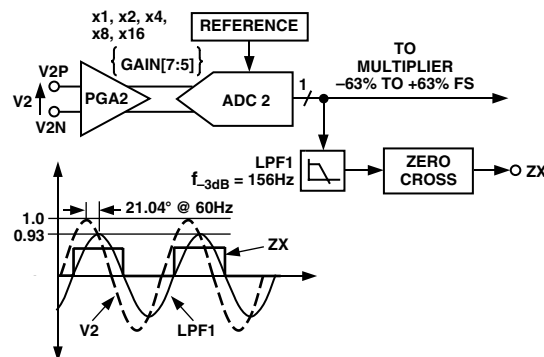 x1, x2, x4,
x8, x16
REFERENCE
{GAIN[7:5]}
V2P
V2
V2N
PGA2
ADC 2
1
TO
MULTIPLIER
–63% TO +63% FS
LPF1
f–3dB = 156Hz
ZERO
CROSS
ZX
1.0
0.93
21.04° @ 60Hz
ZX
V2
LPF1